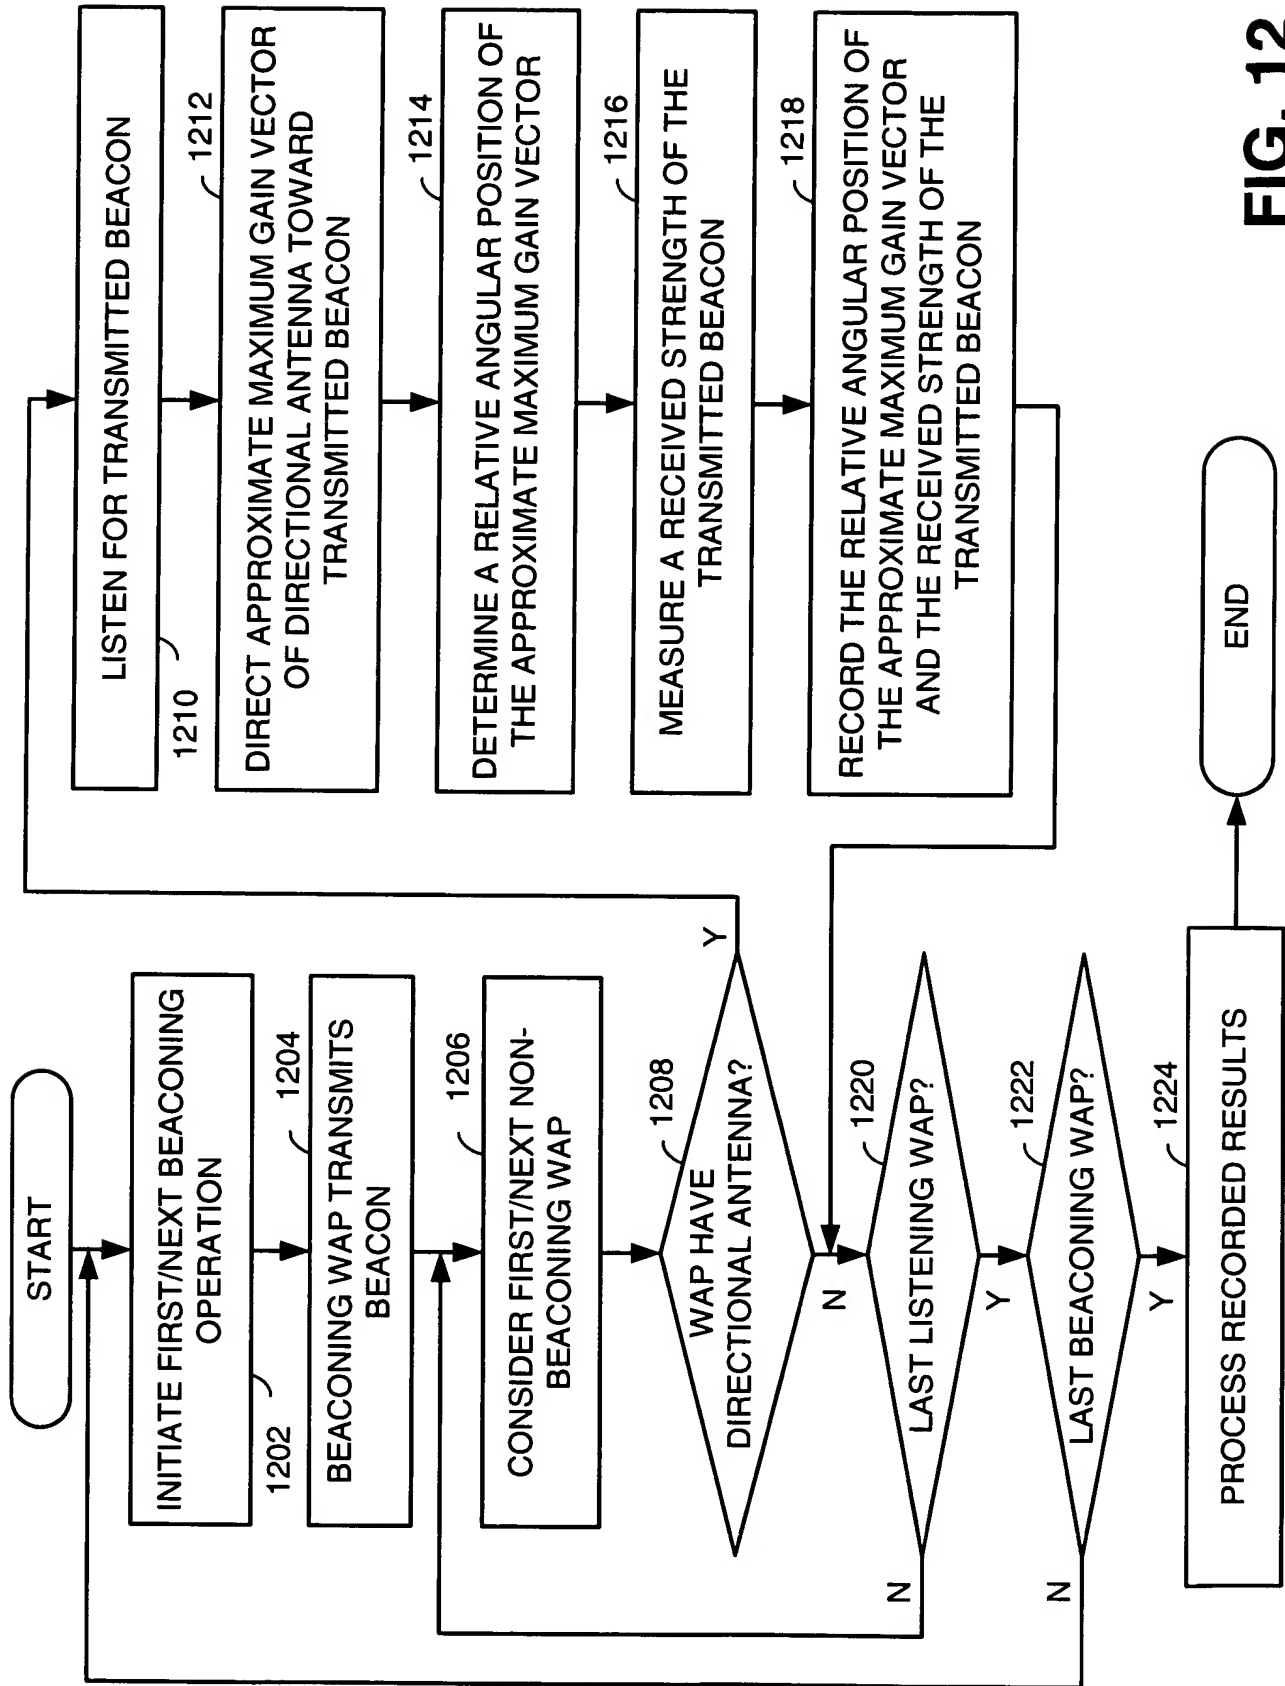 START
INITIATE FIRST/NEXT BEACONING
OPERATION
1202
BEACONING WAP TRANSMITS
BEACON
1204
CONSIDER FIRST/NEXT NON-
BEACONING WAP
1206
WAP HAVE
DIRECTIONAL ANTENNA?
1208
Y
N
LISTEN FOR TRANSMITTED BEACON
1210
DIRECT APPROXIMATE MAXIMUM GAIN VECTOR
OF DIRECTIONAL ANTENNA TOWARD
TRANSMITTED BEACON
1212
DETERMINE A RELATIVE ANGULAR POSITION OF
THE APPROXIMATE MAXIMUM GAIN VECTOR
1214
MEASURE A RECEIVED STRENGTH OF THE
TRANSMITTED BEACON
1216
RECORD THE RELATIVE ANGULAR POSITION OF
THE APPROXIMATE MAXIMUM GAIN VECTOR
AND THE RECEIVED STRENGTH OF THE
TRANSMITTED BEACON
1218
LAST LISTENING WAP?
1220
N
Y
LAST BEACONING WAP?
1222
N
Y
PROCESS RECORDED RESULTS
1224
END
FIG. 12